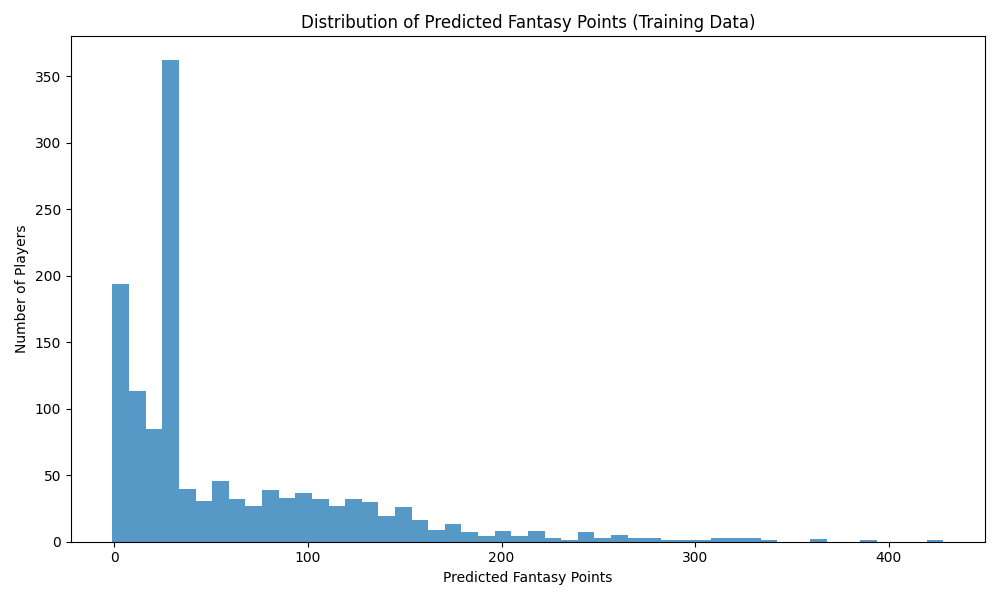 Distribution of Predicted Fantasy Points (Training Data)
Number of Players
350
300
250
200
150
100
50
0
0 100 200 300 400
Predicted Fantasy Points